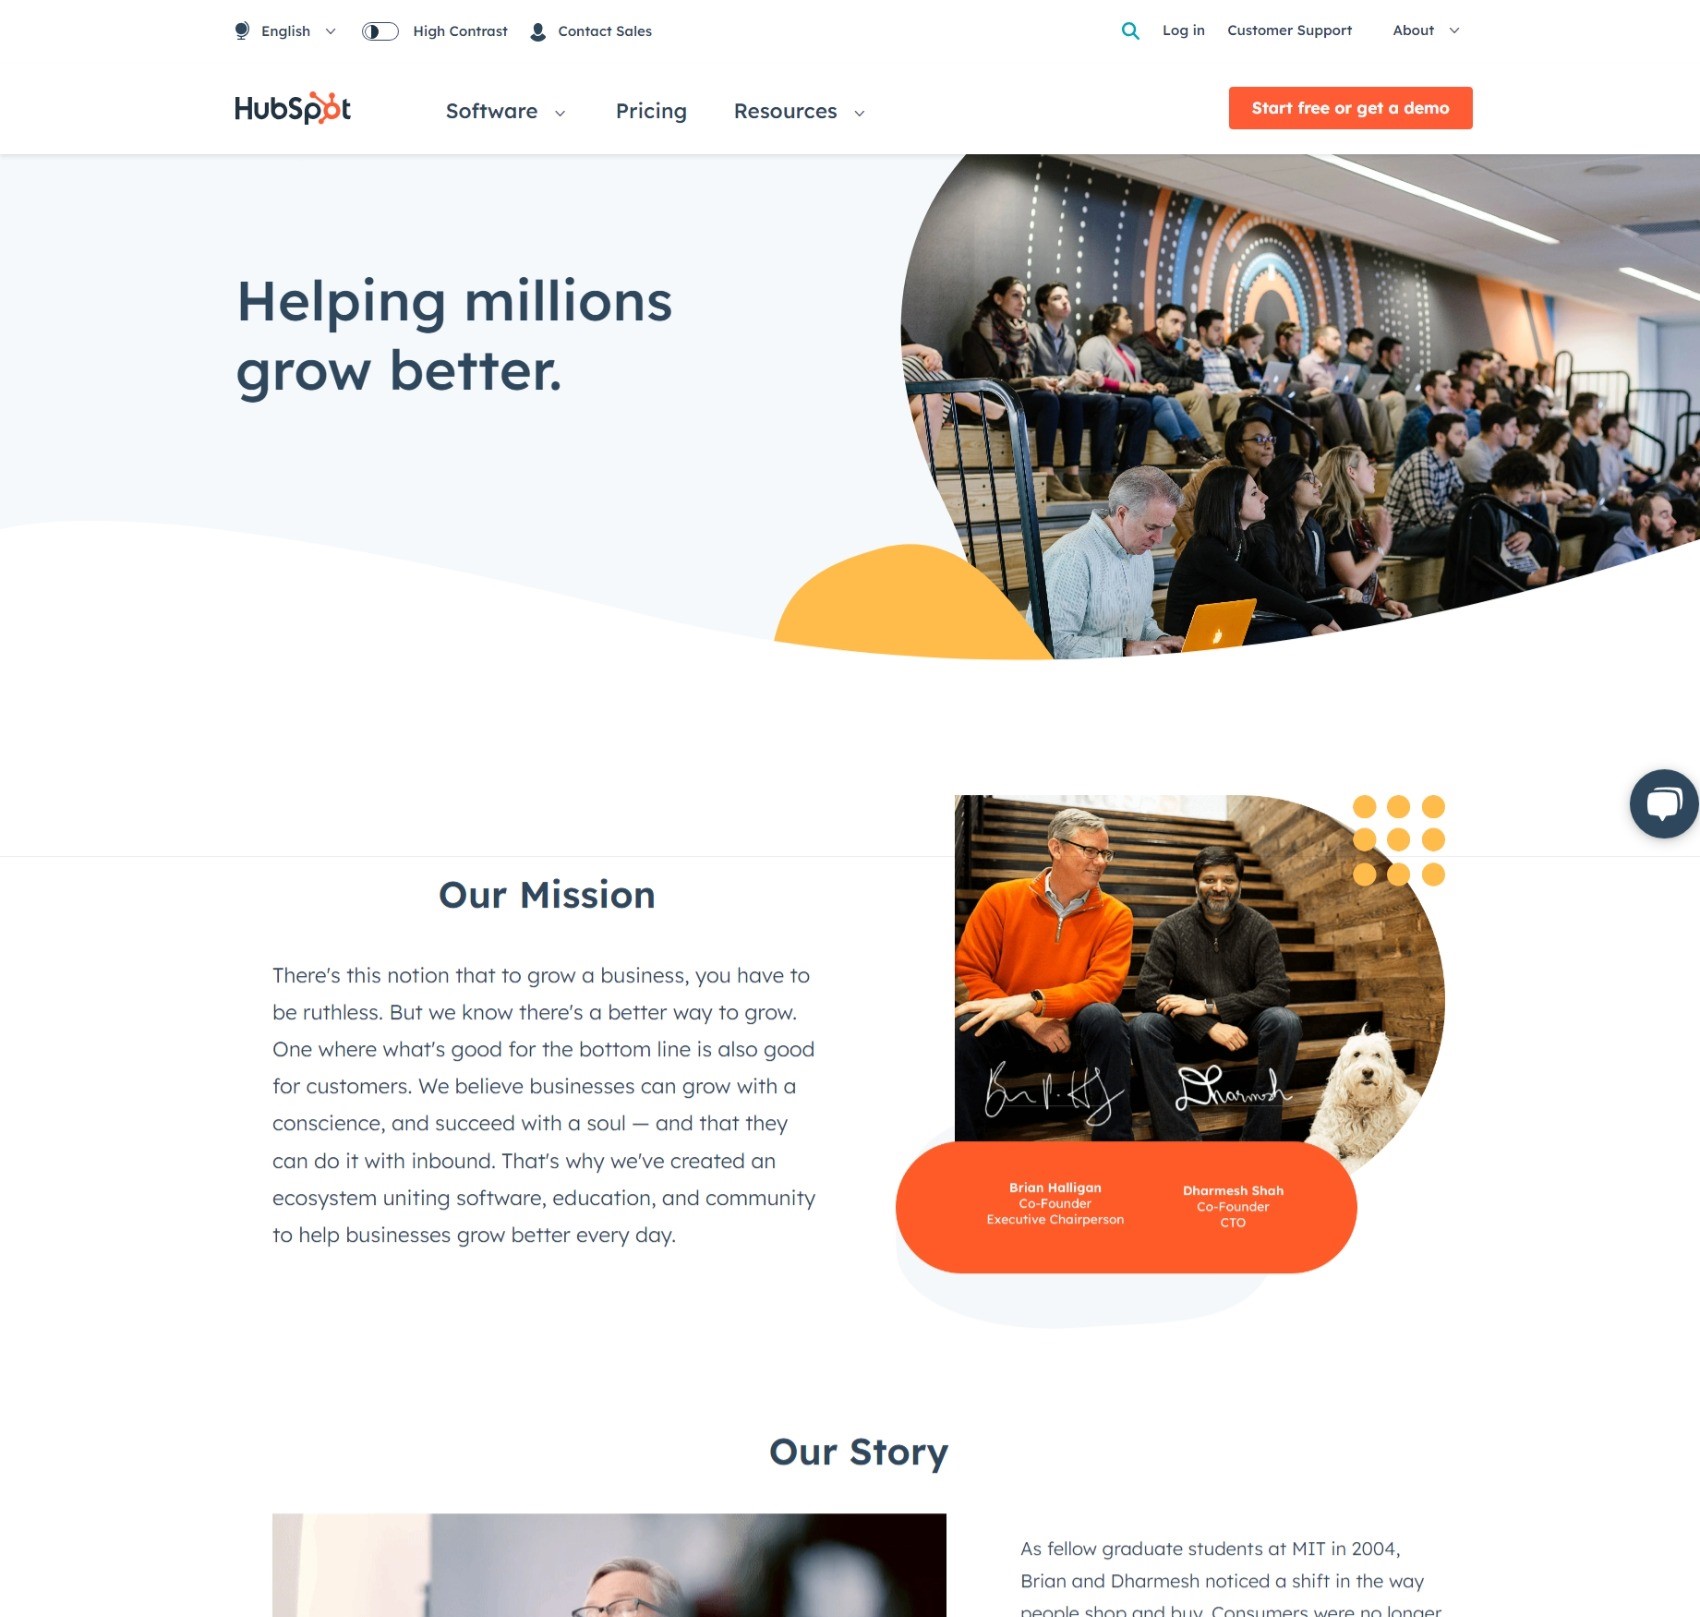 English
High Contrast
Contact Sales
Log in
Customer Support
About
HubSpot
Software
Pricing
Resources
Start free or get a demo
Helping millions
grow better.
Our Mission
There's this notion that to grow a business, you have to
be ruthless. But we know there's a better way to grow.
One where what's good for the bottom line is also good
for customers. We believe businesses can grow with a
conscience, and succeed with a soul — and that they
can do it with inbound. That's why we've created an
ecosystem uniting software, education, and community
to help businesses grow better every day.
Dharmesh
Brian Halligan
Co-Founder
Executive Chairperson
Dharmesh Shah
Co-Founder
CTO
Our Story
As fellow graduate students at MIT in 2004,
Brian and Dharmesh noticed a shift in the way
people shop and buy. Consumers were no longer